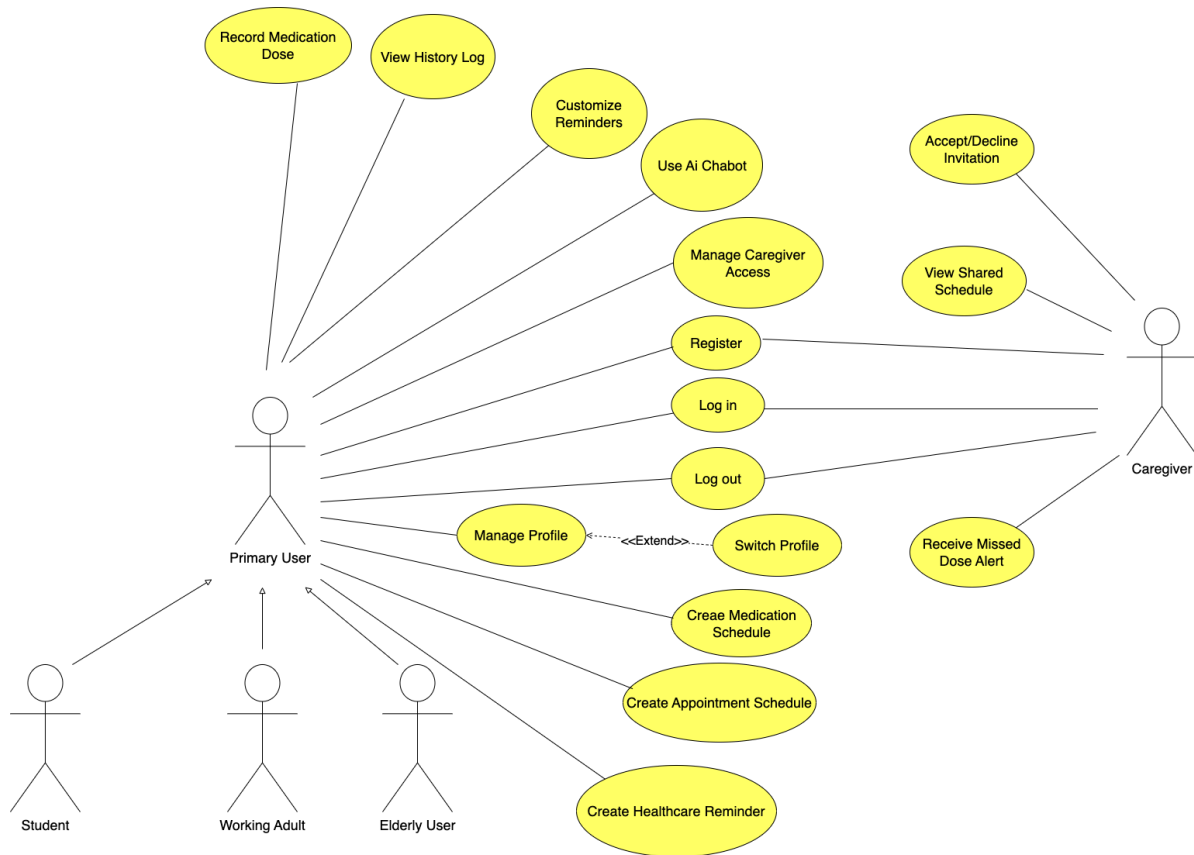 Record Medication
Dose
View History Log
Customize
Reminders
Use Ai Chabot
Accept/Decline
Invitation
Manage Caregiver
Access
View Shared
Schedule
Register
Log in
Log out
Caregiver
Manage Profile
<<Extend>>
Switch Profile
Receive Missed
Dose Alert
Primary User
Creae Medication
Schedule
Create Appointment Schedule
Create Healthcare Reminder
Student
Working Adult
Elderly User